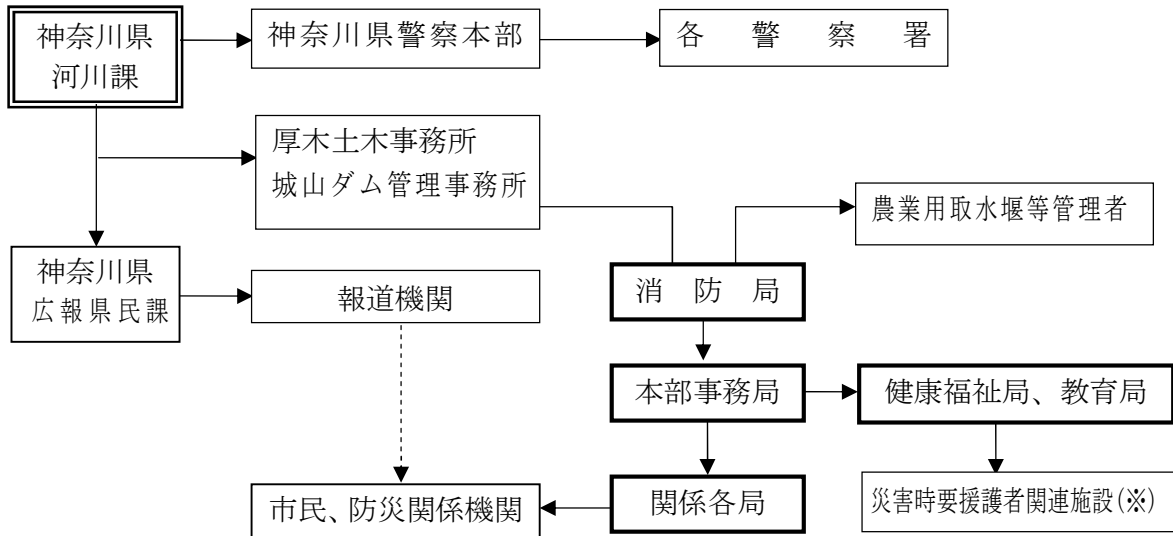 神奈川県
河川課
神奈川県警察本部
各警察署
厚木土木事務所
城山ダム管理事務所
農業用取水堰等管理者
神奈川県
広報県民課
報道機関
消防局
本部事務局
健康福祉局、教育局
市民、防災関係機関
関係各局
災害時要援護者関連施設(※)